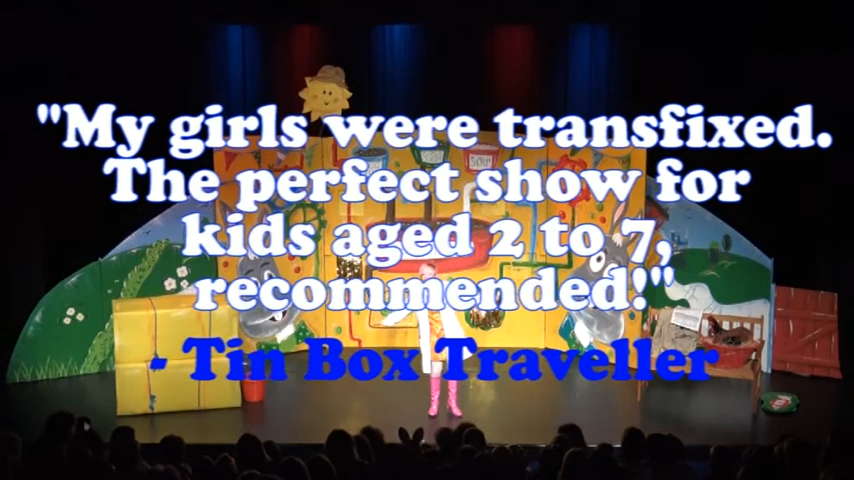 "My girls were transfixed.
The perfect show for
kids aged 2 to 7,
recommended!"
- Tin Box Traveller